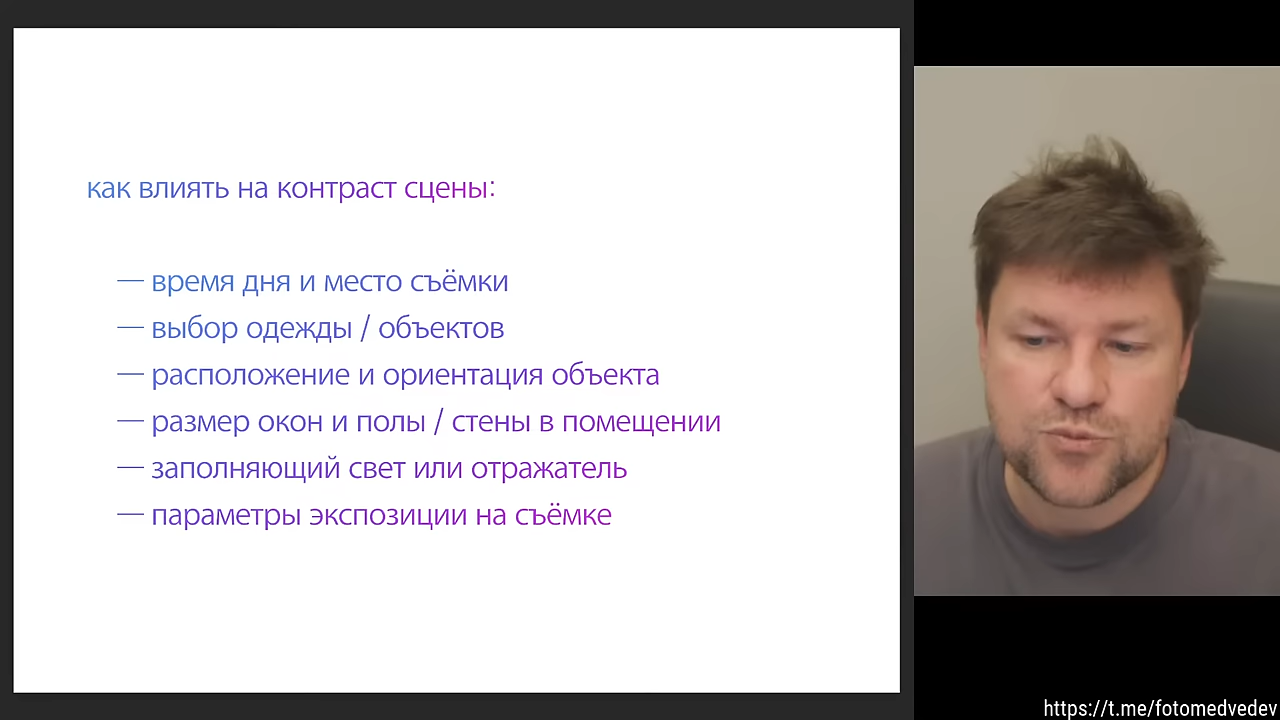 как влиять на контраст сцены:
— время дня и место съёмки
— выбор одежды / объектов
— расположение и ориентация объекта
— размер окон и полы / стены в помещении
— заполняющий свет или отражатель
— параметры экспозиции на съёмке
https://t.me/fotomedvedev